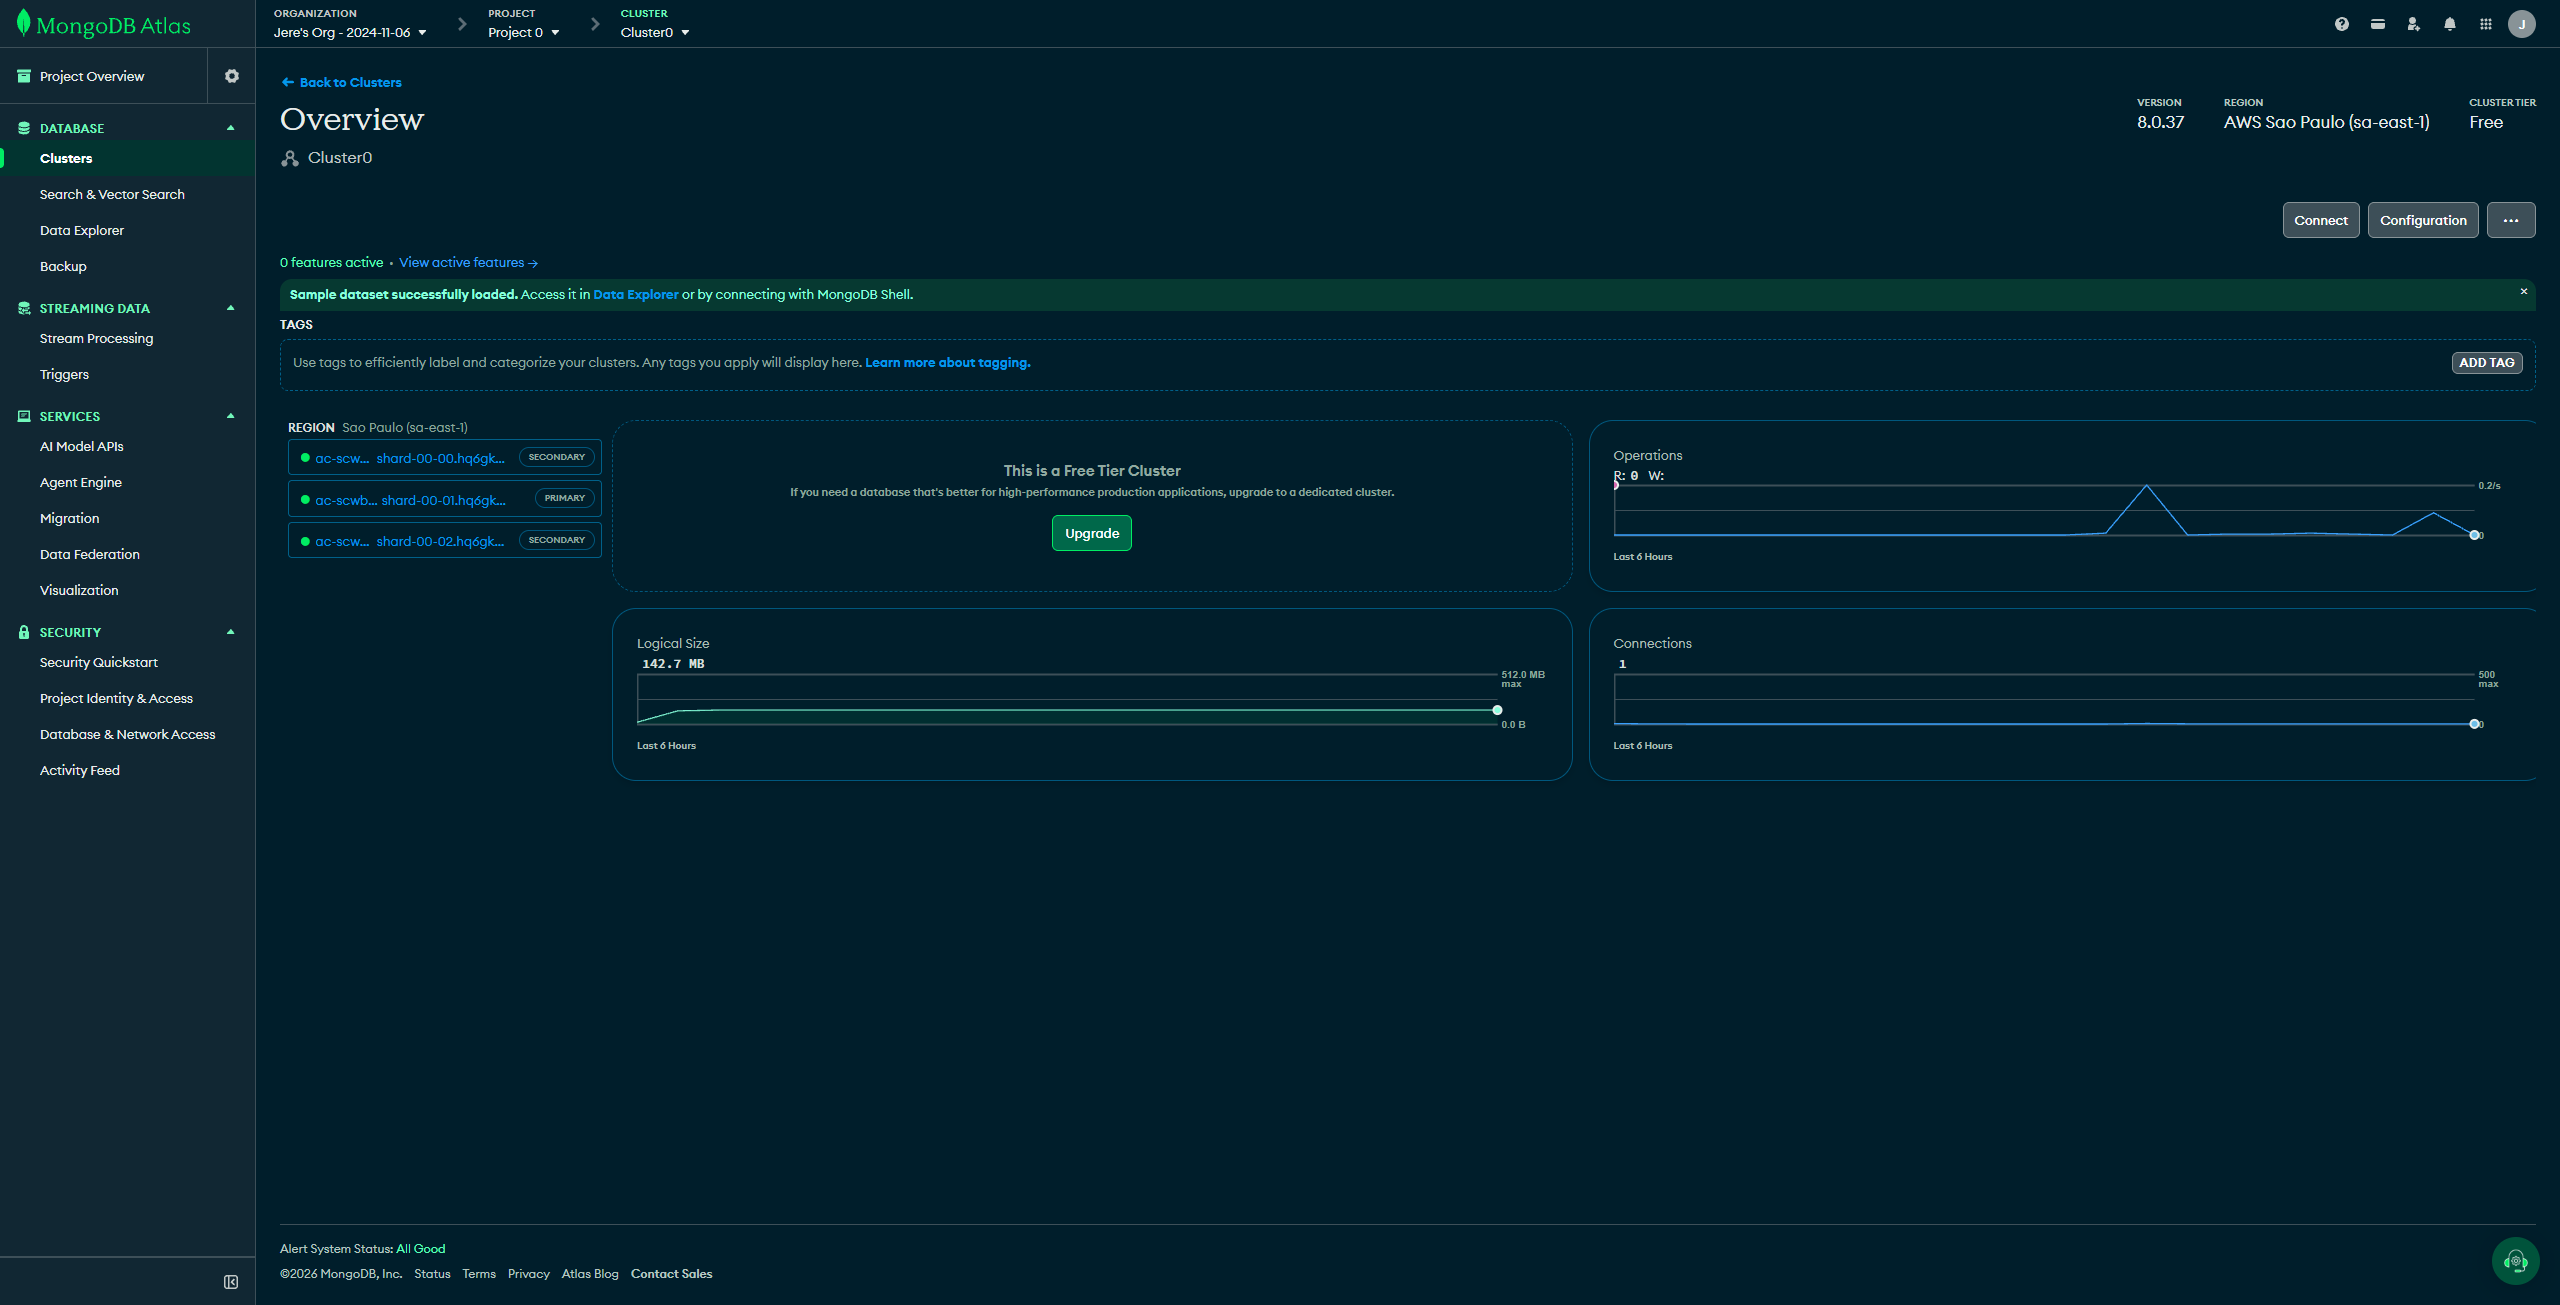 MongoDB Atlas
ORGANIZATION
Jere's Org - 2024-11-06
PROJECT
Project 0
CLUSTER
Cluster0
J
Project Overview
DATABASE
Clusters
Search & Vector Search
Data Explorer
Backup
STREAMING DATA
Stream Processing
Triggers
SERVICES
AI Model APIs
Agent Engine
Migration
Data Federation
Visualization
SECURITY
Security Quickstart
Project Identity & Access
Database & Network Access
Activity Feed
Back to Clusters
Overview
Cluster0
VERSION
8.0.37
REGION
AWS Sao Paulo (sa-east-1)
CLUSTER TIER
Free
Connect
Configuration
...
0 features active • View active features →
Sample dataset successfully loaded. Access it in Data Explorer or by connecting with MongoDB Shell.
×
TAGS
Use tags to efficiently label and categorize your clusters. Any tags you apply will display here. Learn more about tagging.
ADD TAG
REGION Sao Paulo (sa-east-1)
ac-scw... shard-00-00.hq6gk... SECONDARY
ac-scwb... shard-00-01.hq6gk... PRIMARY
ac-scw... shard-00-02.hq6gk... SECONDARY
This is a Free Tier Cluster
If you need a database that's better for high-performance production applications, upgrade to a dedicated cluster.
Upgrade
Operations
R: 0 W:
0.2/s
0
Last 6 Hours
Logical Size
142.7 MB
512.0 MB
max
0.0 B
Last 6 Hours
Connections
1
500
max
0
Last 6 Hours
Alert System Status: All Good
©2026 MongoDB, Inc. Status Terms Privacy Atlas Blog Contact Sales